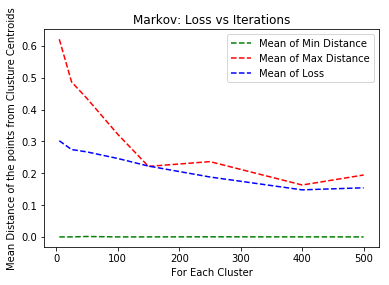 Markov: Loss vs Iterations
Mean Distance of the points from Clusture Centroids
0.6
0.5
0.4
0.3
0.2
0.1
0.0
Mean of Min Distance
Mean of Max Distance
Mean of Loss
0 100 200 300 400 500
For Each Cluster